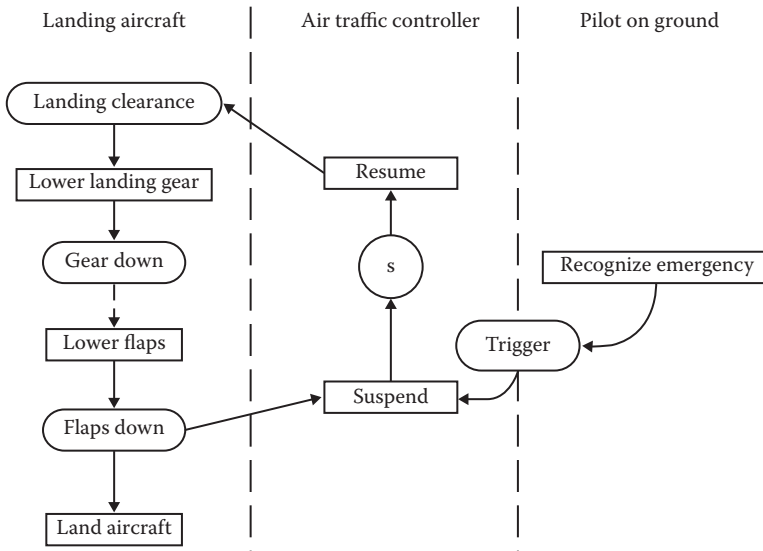 Landing aircraft
Air traffic controller
Pilot on ground
Landing clearance
Lower landing gear
Gear down
Lower flaps
Flaps down
Land aircraft
Resume
s
Suspend
Recognize emergency
Trigger